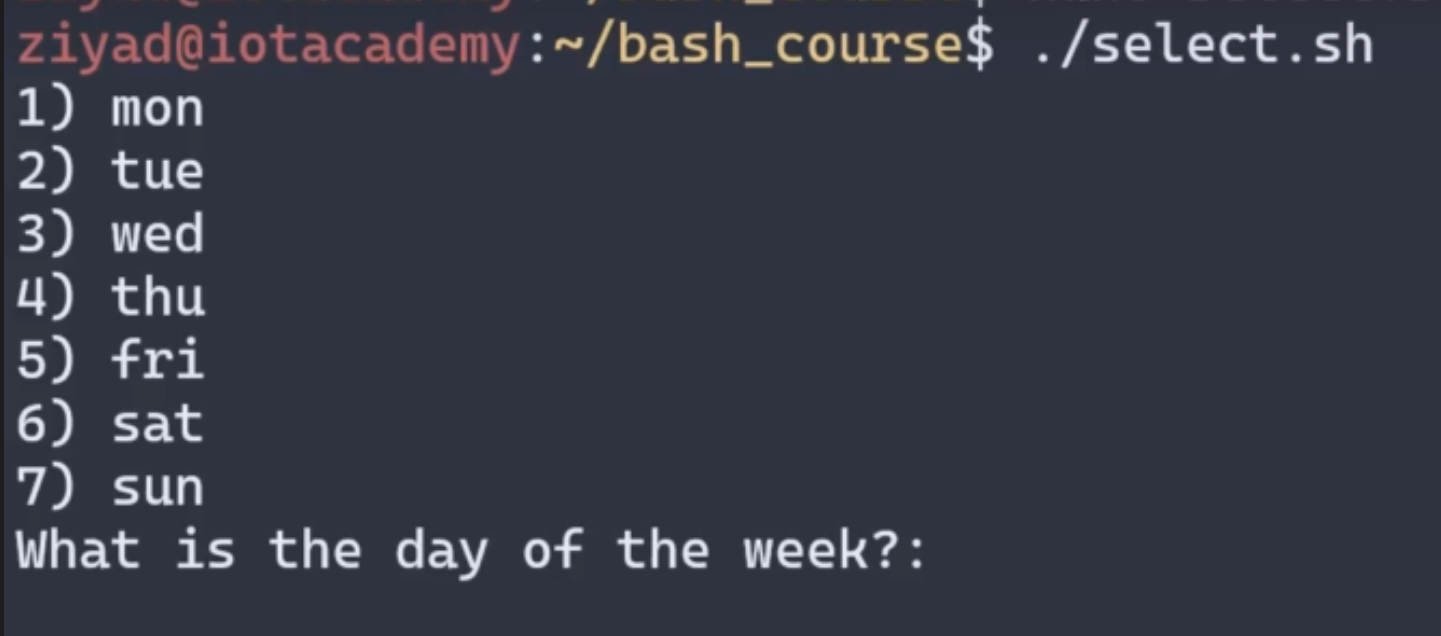 ziyad@iotacademy:~/bash_course$ ./select.sh
1) mon
2) tue
3) wed
4) thu
5) fri
6) sat
7) sun
What is the day of the week?: